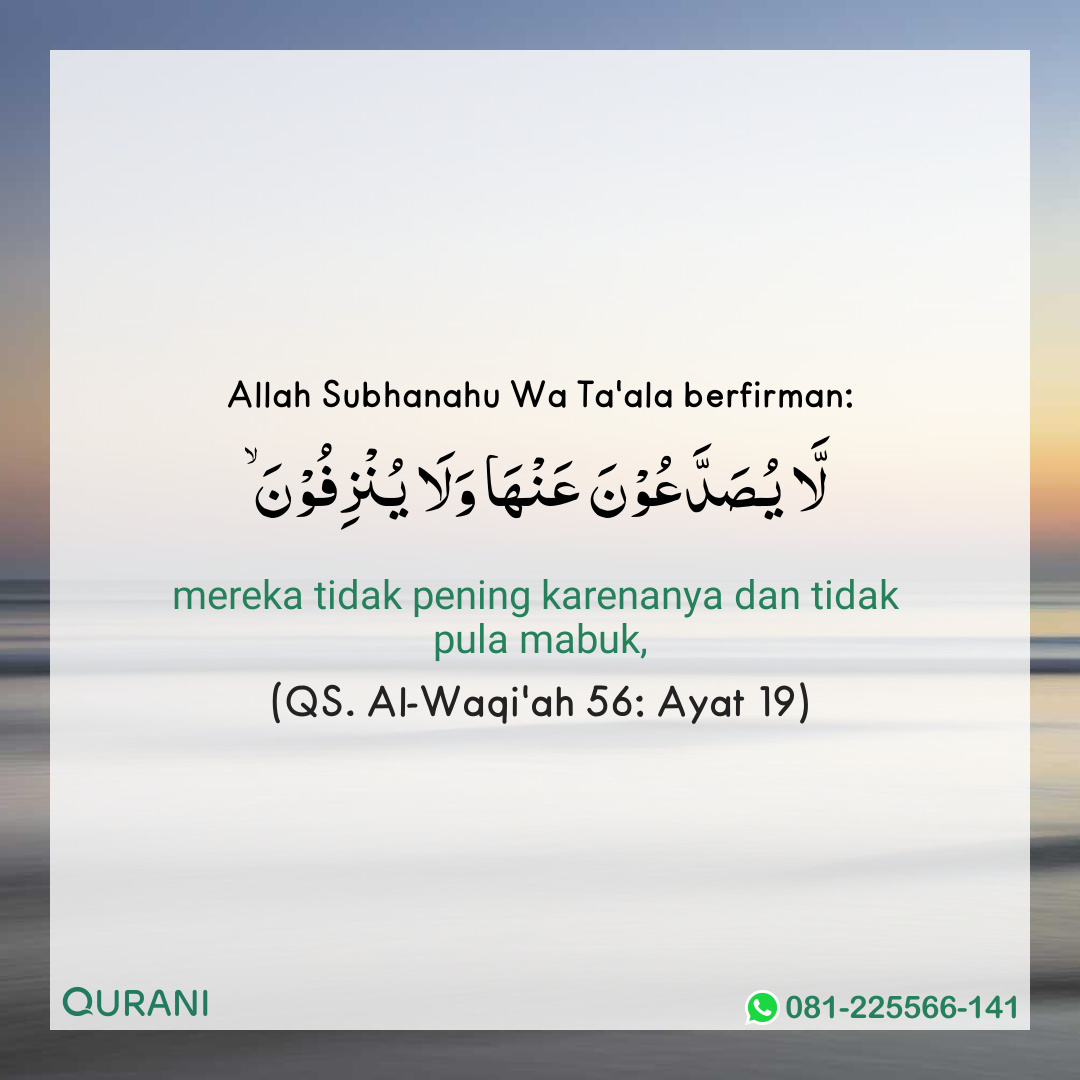 Allah Subhanahu Wa Ta'ala berfirman:
لَّا يُصَدَّعُوْنَ عَنْهَا وَلَا يُنْزِفُوْنَۙ
mereka tidak pening karenanya dan tidak
pula mabuk,
(QS. Al-Waqi'ah 56: Ayat 19)
QURANI
081-225566-141